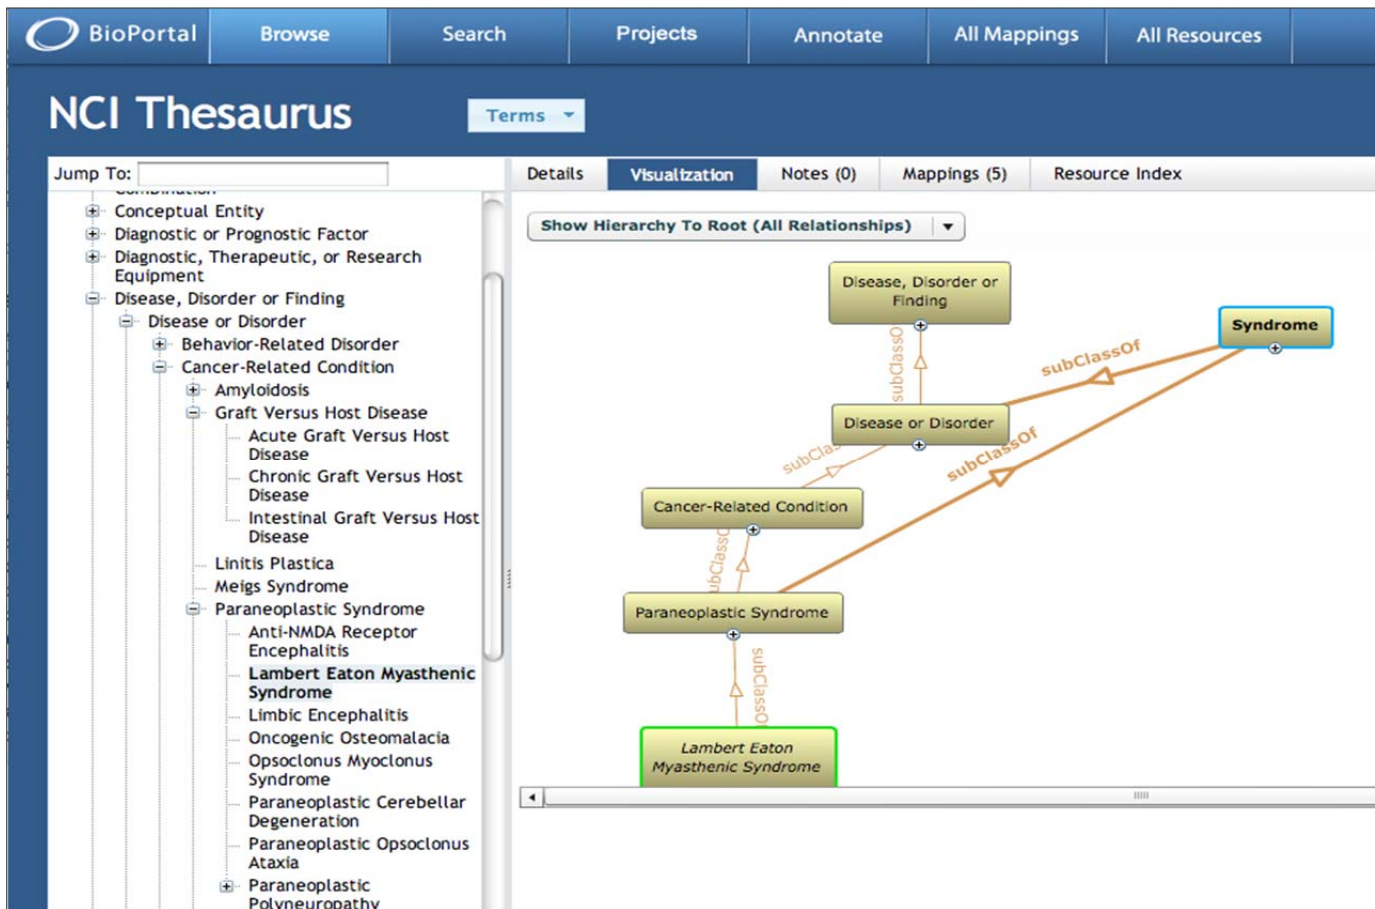 BioPortal
Browse
Search
Projects
Annotate
All Mappings
All Resources
NCI Thesaurus
Terms
Jump To:
Combination
Conceptual Entity
Diagnostic or Prognostic Factor
Diagnostic, Therapeutic, or Research
Equipment
Disease, Disorder or Finding
Disease or Disorder
Behavior-Related Disorder
Cancer-Related Condition
Amyloidosis
Graft Versus Host Disease
Acute Graft Versus Host
Disease
Chronic Graft Versus Host
Disease
Intestinal Graft Versus Host
Disease
Linitis Plastica
Meigs Syndrome
Paraneoplastic Syndrome
Anti-NMDA Receptor
Encephalitis
Lambert Eaton Myasthenic
Syndrome
Limbic Encephalitis
Oncogenic Osteomalacia
Opsoclonus Myoclonus
Syndrome
Paraneoplastic Cerebellar
Degeneration
Paraneoplastic Opsoclonus
Ataxia
Paraneoplastic
Polyneuropathy
Details
Visualization
Notes (0)
Mappings (5)
Resource Index
Show Hierarchy To Root (All Relationships)
Disease, Disorder or
Finding
Syndrome
subClassO
subClassOf
Disease or Disorder
subClas
subClassOf
Cancer-Related Condition
ubClassO
Paraneoplastic Syndrome
subClassOf
Lambert Eaton
Myasthenic Syndrome